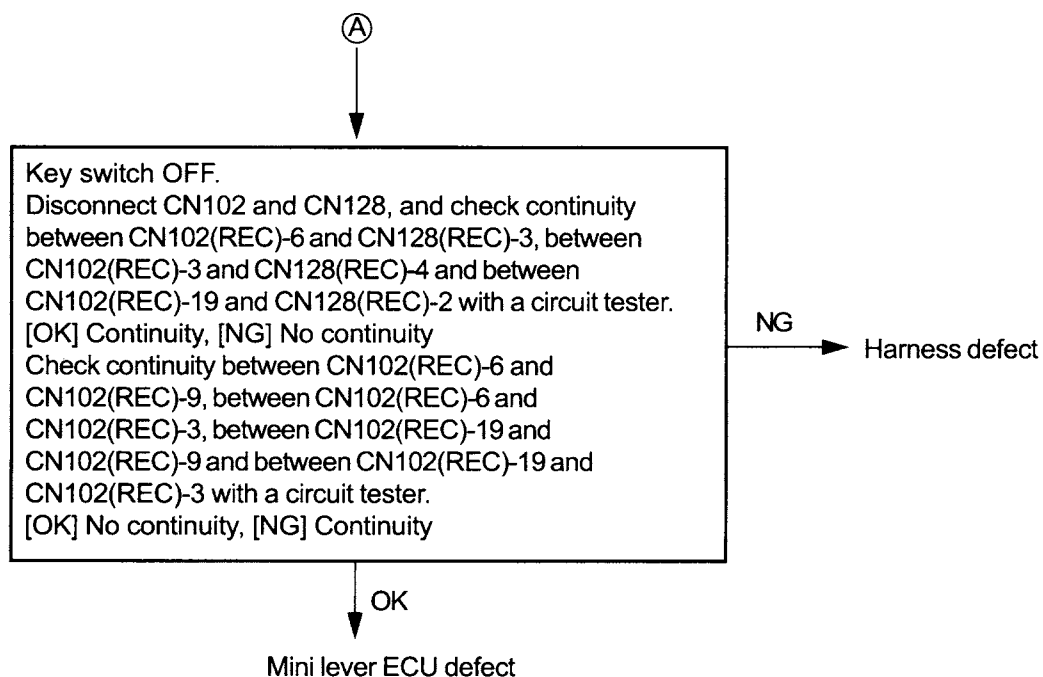 A
Key switch OFF.
Disconnect CN102 and CN128, and check continuity
between CN102(REC)-6 and CN128(REC)-3, between
CN102(REC)-3 and CN128(REC)-4 and between
CN102(REC)-19 and CN128(REC)-2 with a circuit tester.
[OK] Continuity, [NG] No continuity
Check continuity between CN102(REC)-6 and
CN102(REC)-9, between CN102(REC)-6 and
CN102(REC)-3, between CN102(REC)-19 and
CN102(REC)-9 and between CN102(REC)-19 and
CN102(REC)-3 with a circuit tester.
[OK] No continuity, [NG] Continuity
NG
Harness defect
OK
Mini lever ECU defect